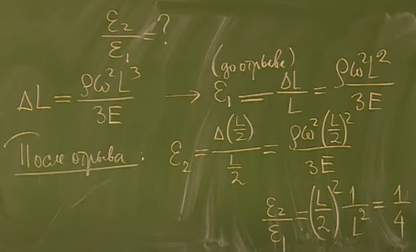 ε₂/ε₁ = ?
ΔL = ρω²L³/3E → ε₁ (до отрыва) = ΔL/L = ρω²L²/3E
После отрыва: ε₂ = Δ(L/2)/(L/2) = ρω²(L/2)²/3E
ε₂/ε₁ = (L/2)² 1/L² = 1/4